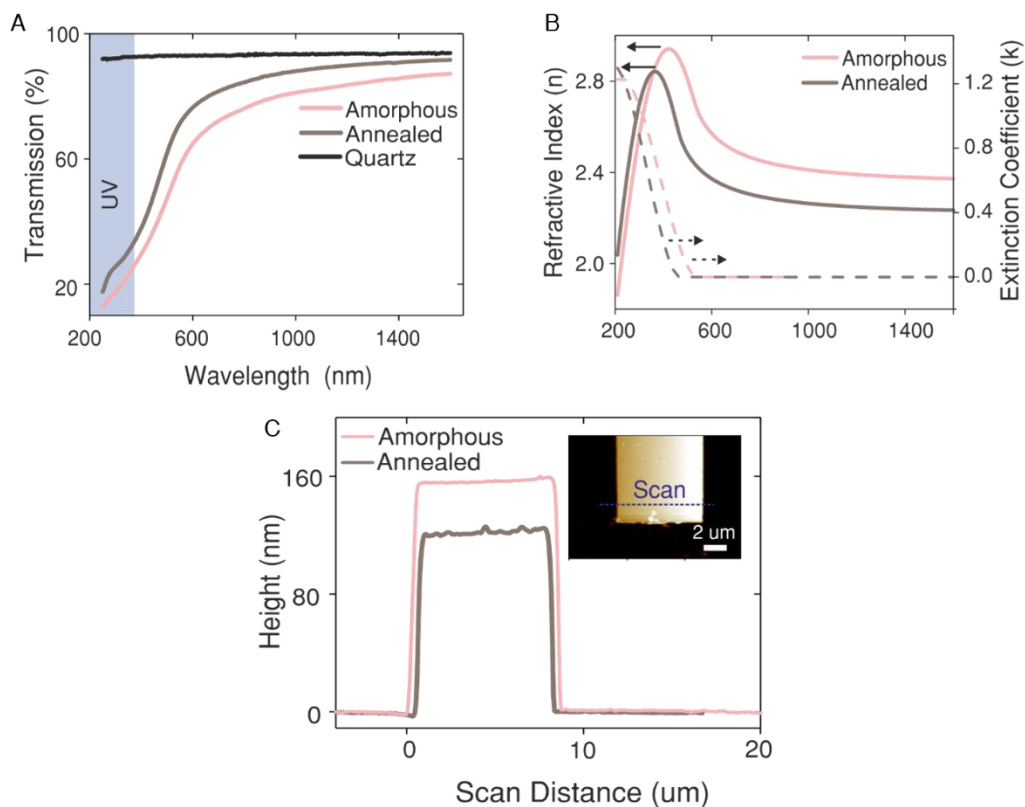 A
100
60
20
Transmission (%)
UV
Amorphous
Annealed
Quartz
200 600 1000 1400
Wavelength (nm)
B
2.8
2.4
2.0
Refractive Index (n)
Amorphous
Annealed
1.2
0.8
0.4
0.0
Extinction Coefficient (k)
200 600 1000 1400
C
Amorphous
Annealed
160
80
0
Height (nm)
Scan
2 um
0 10 20
Scan Distance (um)